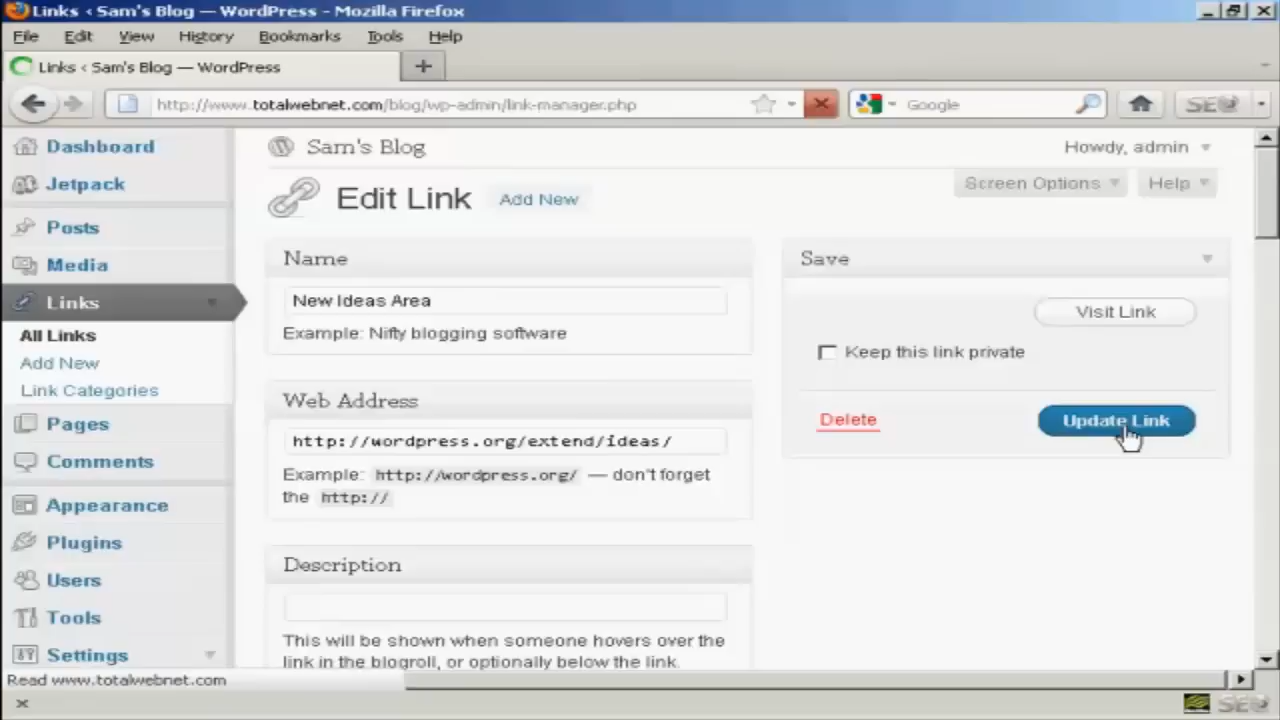 Links < Sam's Blog — WordPress - Mozilla Firefox
File Edit View History Bookmarks Tools Help
Links < Sam's Blog — WordPress
http://www.totalwebnet.com/blog/wp-admin/link-manager.php
Google
SEO
Dashboard
Jetpack
Posts
Media
Links
All Links
Add New
Link Categories
Pages
Comments
Appearance
Plugins
Users
Tools
Settings
Sam's Blog
Howdy, admin
Screen Options
Help
Edit Link Add New
Name
New Ideas Area
Example: Nifty blogging software
Web Address
http://wordpress.org/extend/ideas/
Example: http://wordpress.org/ — don't forget
the http://
Description
This will be shown when someone hovers over the
link in the blogroll, or optionally below the link.
Save
Visit Link
Keep this link private
Delete
Update Link
Read www.totalwebnet.com
SEO